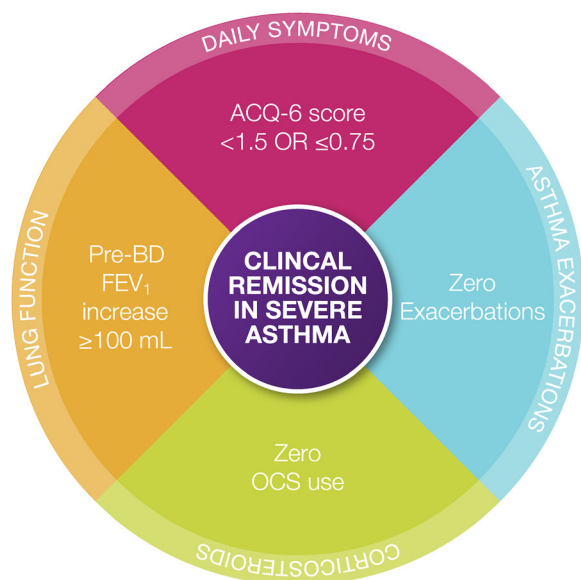 DAILY SYMPTOMS
ACQ-6 score
<1.5 OR ≤0.75
ASTHMA EXACERBATIONS
Zero
Exacerbations
LUNG FUNCTION
Pre-BD
FEV₁
increase
≥100 mL
CLINCAL
REMISSION
IN SEVERE
ASTHMA
Zero
OCS use
CORTICOSTEROIDS